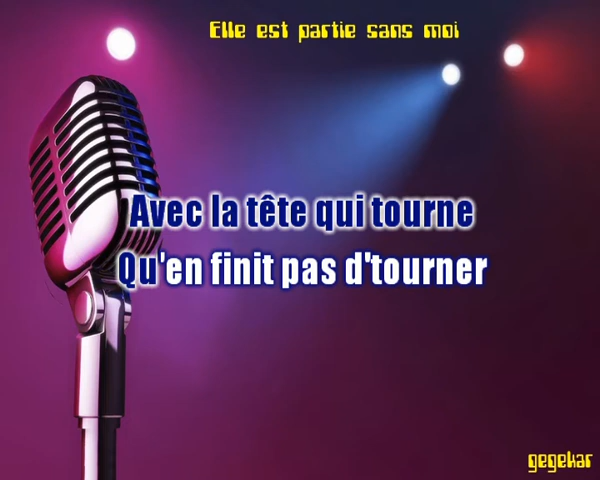 Elle est partie sans moi
Avec la tête qui tourne
Qu'en finit pas d'tourner
gegekar